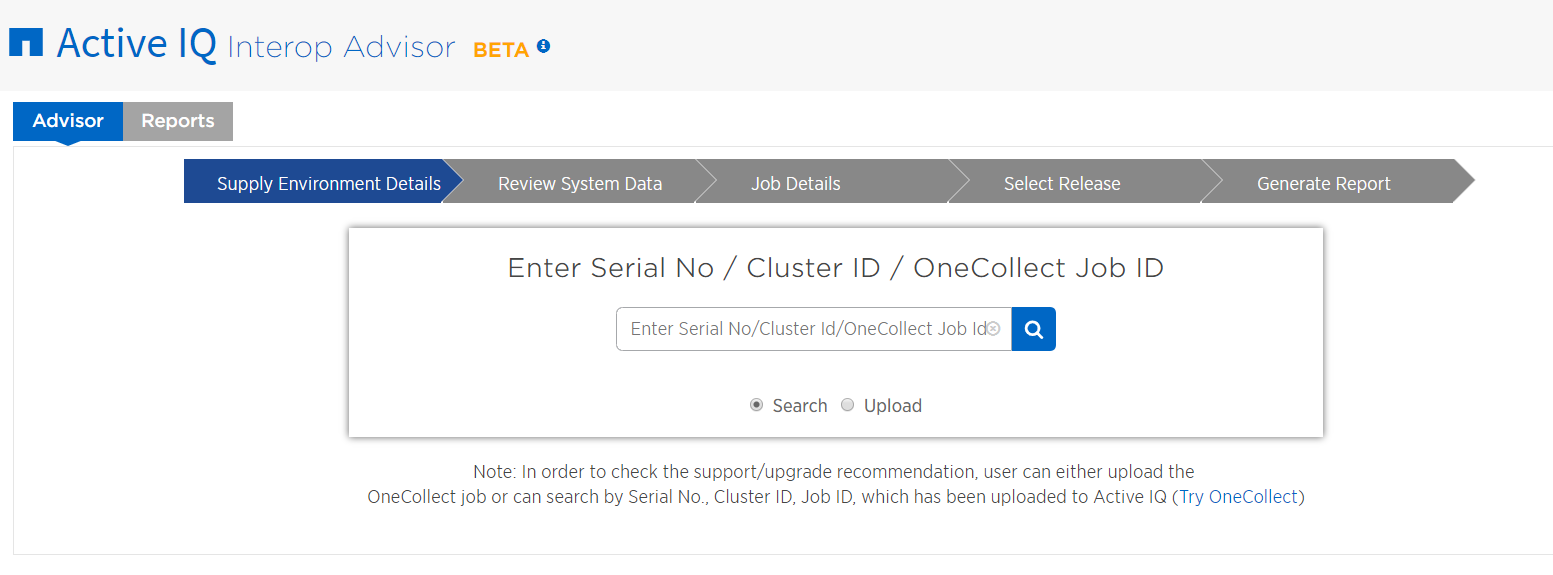 Active IQ Interop Advisor BETA
Advisor Reports
Supply Environment Details Review System Data Job Details Select Release Generate Report
Enter Serial No / Cluster ID / OneCollect Job ID
Enter Serial No/Cluster Id/OneCollect Job Id
Search Upload
Note: In order to check the support/upgrade recommendation, user can either upload the
OneCollect job or can search by Serial No., Cluster ID, Job ID, which has been uploaded to Active IQ (Try OneCollect)